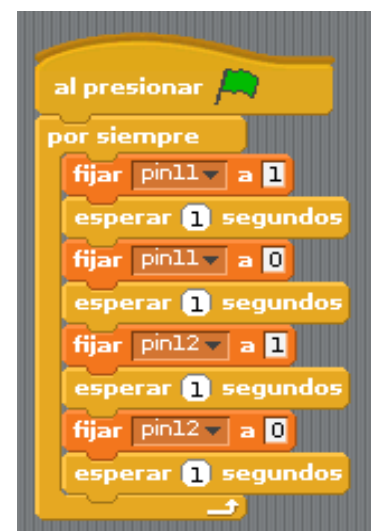 al presionar
por siempre
fijar pin11 a 1
esperar 1 segundos
fijar pin11 a 0
esperar 1 segundos
fijar pin12 a 1
esperar 1 segundos
fijar pin12 a 0
esperar 1 segundos